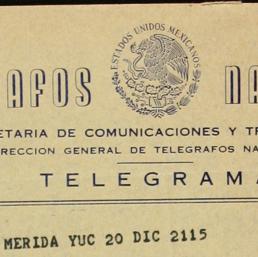 ESTADOS UNIDOS MEXICANOS
AFOS NA
ETARIA DE COMUNICACIONES Y TR
IRECCION GENERAL DE TELEGRAFOS NA
TELEGRAMA
MERIDA YUC 20 DIC 2115